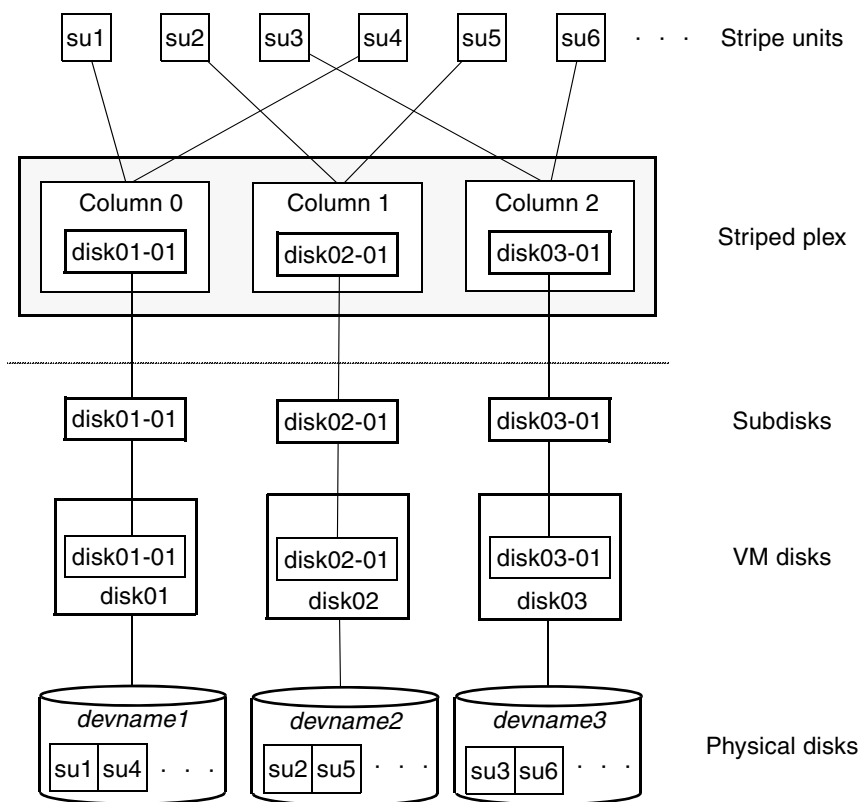 su1 su2 su3 su4 su5 su6 · · · Stripe units
Column 0 Column 1 Column 2
disk01-01 disk02-01 disk03-01 Striped plex
disk01-01 disk02-01 disk03-01 Subdisks
disk01-01 disk02-01 disk03-01 VM disks
disk01 disk02 disk03
devname1 devname2 devname3
su1 su4 · · · su2 su5 · · · su3 su6 · · · Physical disks